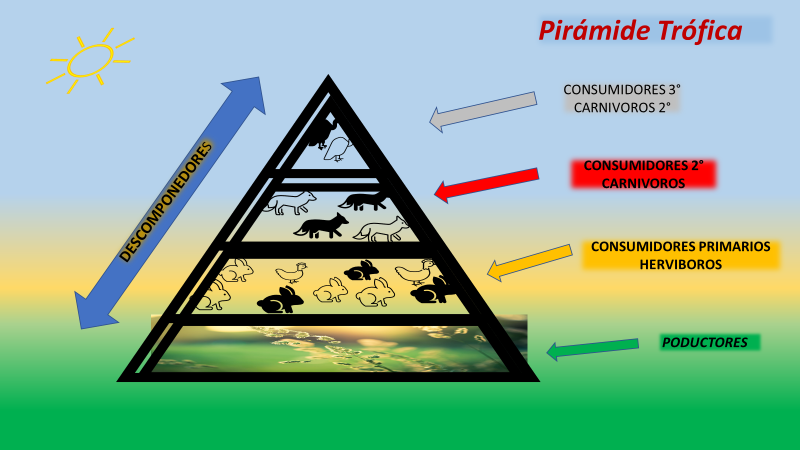 Pirámide Trófica
CONSUMIDORES 3°
CARNIVOROS 2°
DESCOMPONEDORES
CONSUMIDORES 2°
CARNIVOROS
CONSUMIDORES PRIMARIOS
HERVIBOROS
PODUCTORES